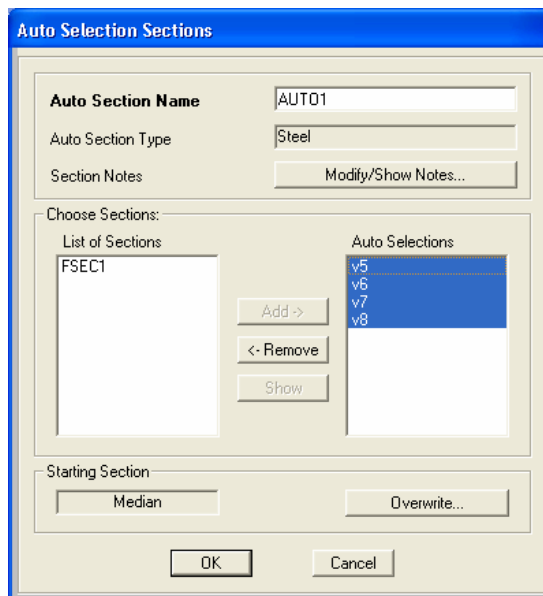 Auto Selection Sections
Auto Section Name AUTO1
Auto Section Type Steel
Section Notes Modify/Show Notes...
Choose Sections:
List of Sections Auto Selections
FSEC1
v5
v6
v7
v8
Add ->
<- Remove
Show
Starting Section
Median Overwrite...
OK Cancel